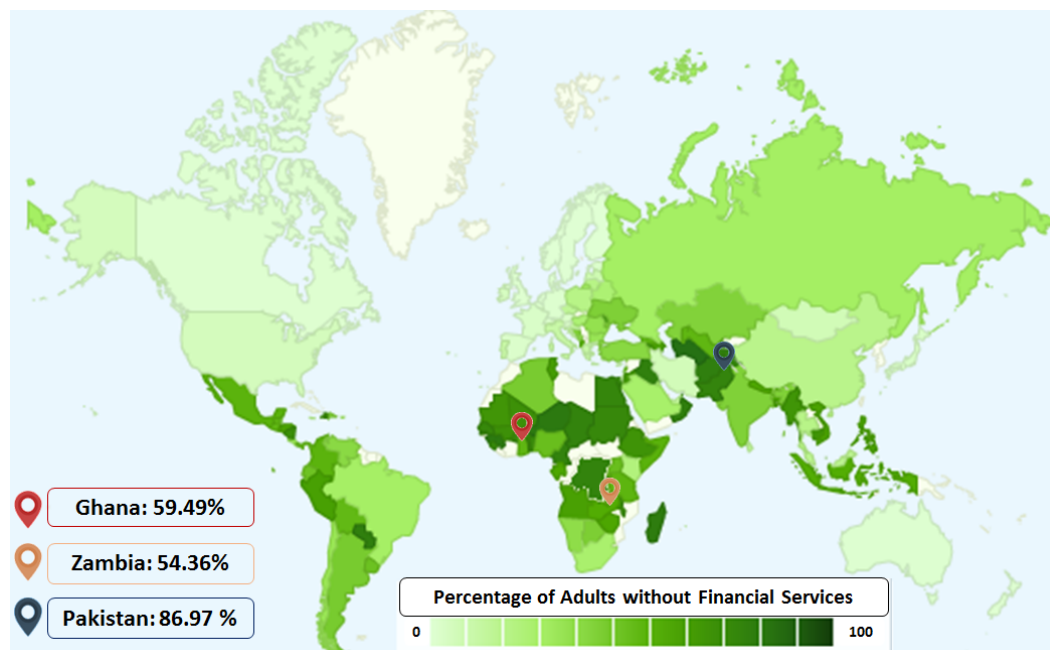 Ghana: 59.49%
Zambia: 54.36%
Pakistan: 86.97 %
Percentage of Adults without Financial Services
0 100